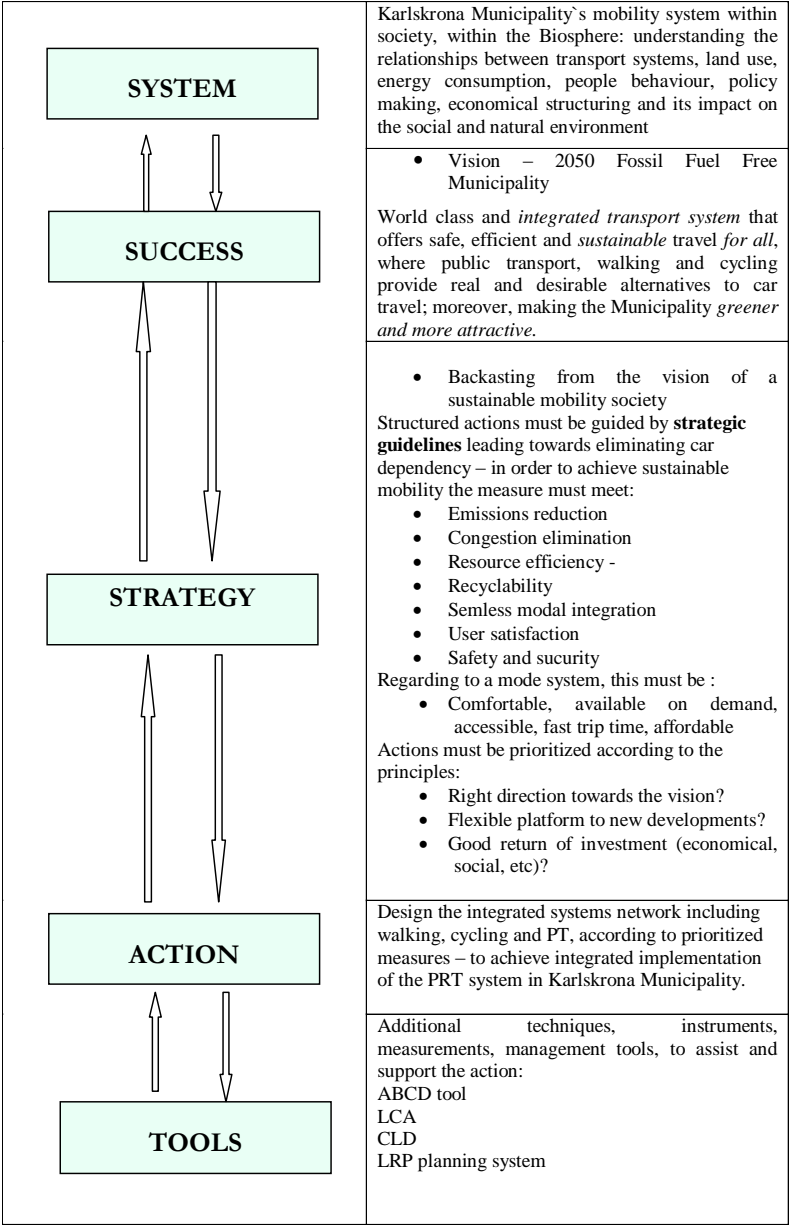 SYSTEM
Karlskrona Municipality`s mobility system within
society, within the Biosphere: understanding the
relationships between transport systems, land use,
energy consumption, people behaviour, policy
making, economical structuring and its impact on
the social and natural environment
SUCCESS
• Vision – 2050 Fossil Fuel Free
Municipality
World class and integrated transport system that
offers safe, efficient and sustainable travel for all,
where public transport, walking and cycling
provide real and desirable alternatives to car
travel; moreover, making the Municipality greener
and more attractive.
STRATEGY
• Backasting from the vision of a
sustainable mobility society
Structured actions must be guided by strategic
guidelines leading towards eliminating car
dependency – in order to achieve sustainable
mobility the measure must meet:
• Emissions reduction
• Congestion elimination
• Resource efficiency -
• Recyclability
• Semless modal integration
• User satisfaction
• Safety and sucurity
Regarding to a mode system, this must be :
• Comfortable, available on demand,
accessible, fast trip time, affordable
Actions must be prioritized according to the
principles:
• Right direction towards the vision?
• Flexible platform to new developments?
• Good return of investment (economical,
social, etc)?
ACTION
Design the integrated systems network including
walking, cycling and PT, according to prioritized
measures – to achieve integrated implementation
of the PRT system in Karlskrona Municipality.
TOOLS
Additional techniques, instruments,
measurements, management tools, to assist and
support the action:
ABCD tool
LCA
CLD
LRP planning system